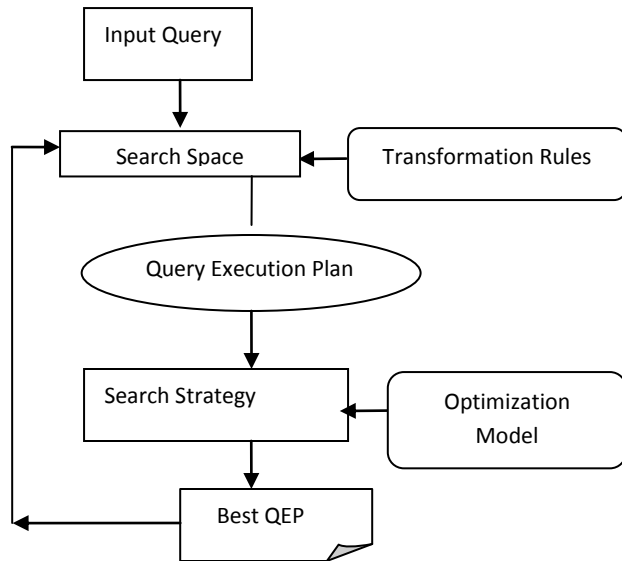 Input Query
Search Space
Transformation Rules
Query Execution Plan
Search Strategy
Optimization
Model
Best QEP